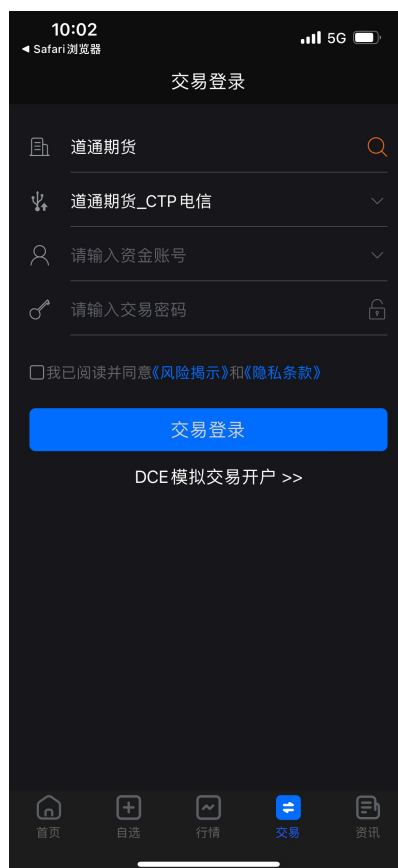 10:02
5G
◀ Safari浏览器
交易登录
道通期货
道通期货_CTP电信
请输入资金账号
请输入交易密码
我已阅读并同意《风险揭示》和《隐私条款》
交易登录
DCE模拟交易开户 >>
首页 自选 行情 交易 资讯